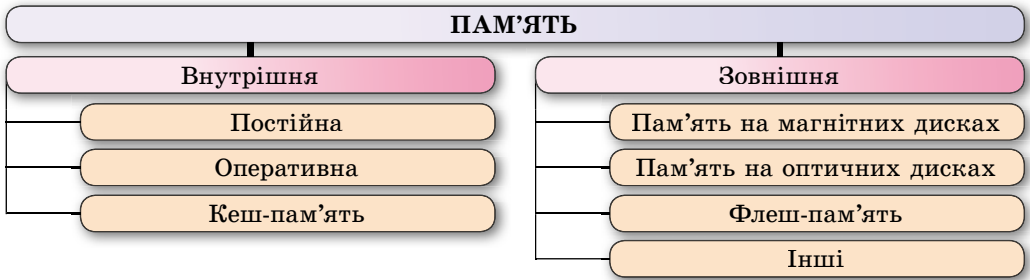 ПАМ’ЯТЬ
Внутрішня
Постійна
Оперативна
Кеш-пам’ять
Зовнішня
Пам’ять на магнітних дисках
Пам’ять на оптичних дисках
Флеш-пам’ять
Інші